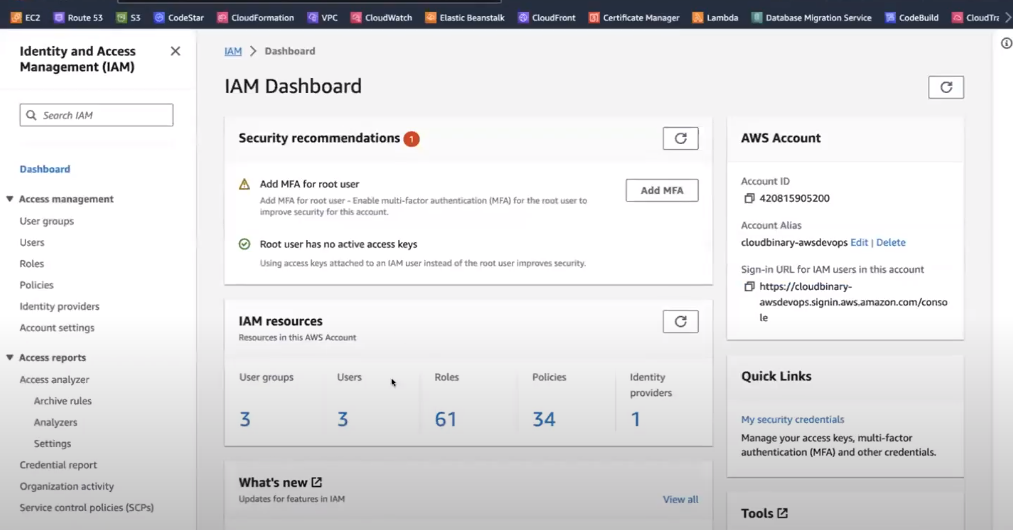 EC2 Route 53 S3 CodeStar CloudFormation VPC CloudWatch Elastic Beanstalk CloudFront Certificate Manager Lambda Database Migration Service CodeBuild CloudTra
Identity and Access
Management (IAM)
Search IAM
Dashboard
Access management
User groups
Users
Roles
Policies
Identity providers
Account settings
Access reports
Access analyzer
Archive rules
Analyzers
Settings
Credential report
Organization activity
Service control policies (SCPs)
IAM > Dashboard
IAM Dashboard
Security recommendations 1
Add MFA for root user
Add MFA for root user - Enable multi-factor authentication (MFA) for the root user to
improve security for this account.
Add MFA
Root user has no active access keys
Using access keys attached to an IAM user instead of the root user improves security.
IAM resources
Resources in this AWS Account
User groups Users Roles Policies Identity
providers
3 3 61 34 1
What's new
Updates for features in IAM
View all
AWS Account
Account ID
420815905200
Account Alias
cloudbinary-awsdevops Edit | Delete
Sign-in URL for IAM users in this account
https://cloudbinary-
awsdevops.signin.aws.amazon.com/conso
le
Quick Links
My security credentials
Manage your access keys, multi-factor
authentication (MFA) and other credentials.
Tools